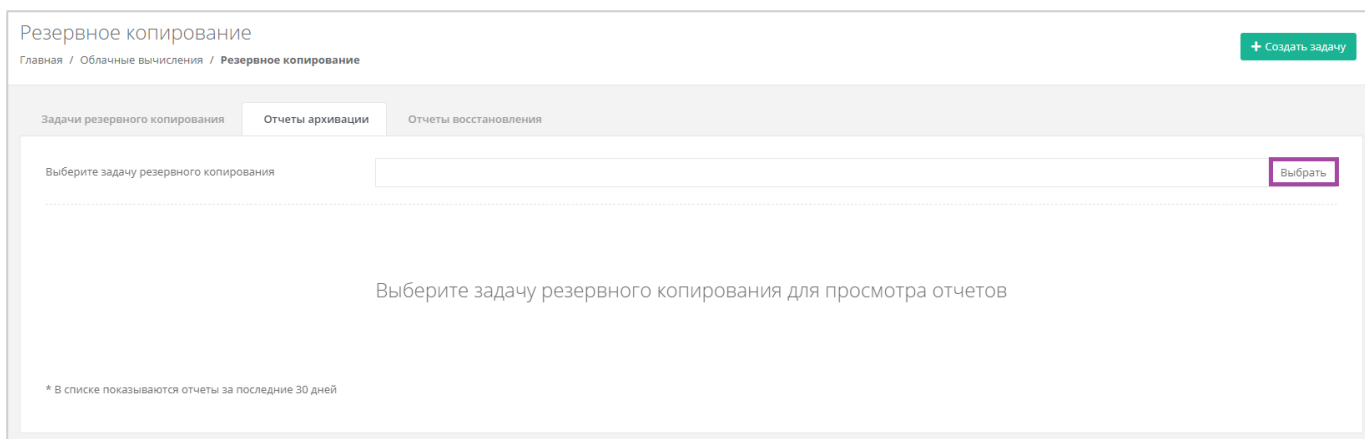 Резервное копирование
+ Создать задачу
Главная / Облачные вычисления / Резервное копирование
Задачи резервного копирования Отчеты архивации Отчеты восстановления
Выберите задачу резервного копирования Выбрать
Выберите задачу резервного копирования для просмотра отчетов
* В списке показываются отчеты за последние 30 дней